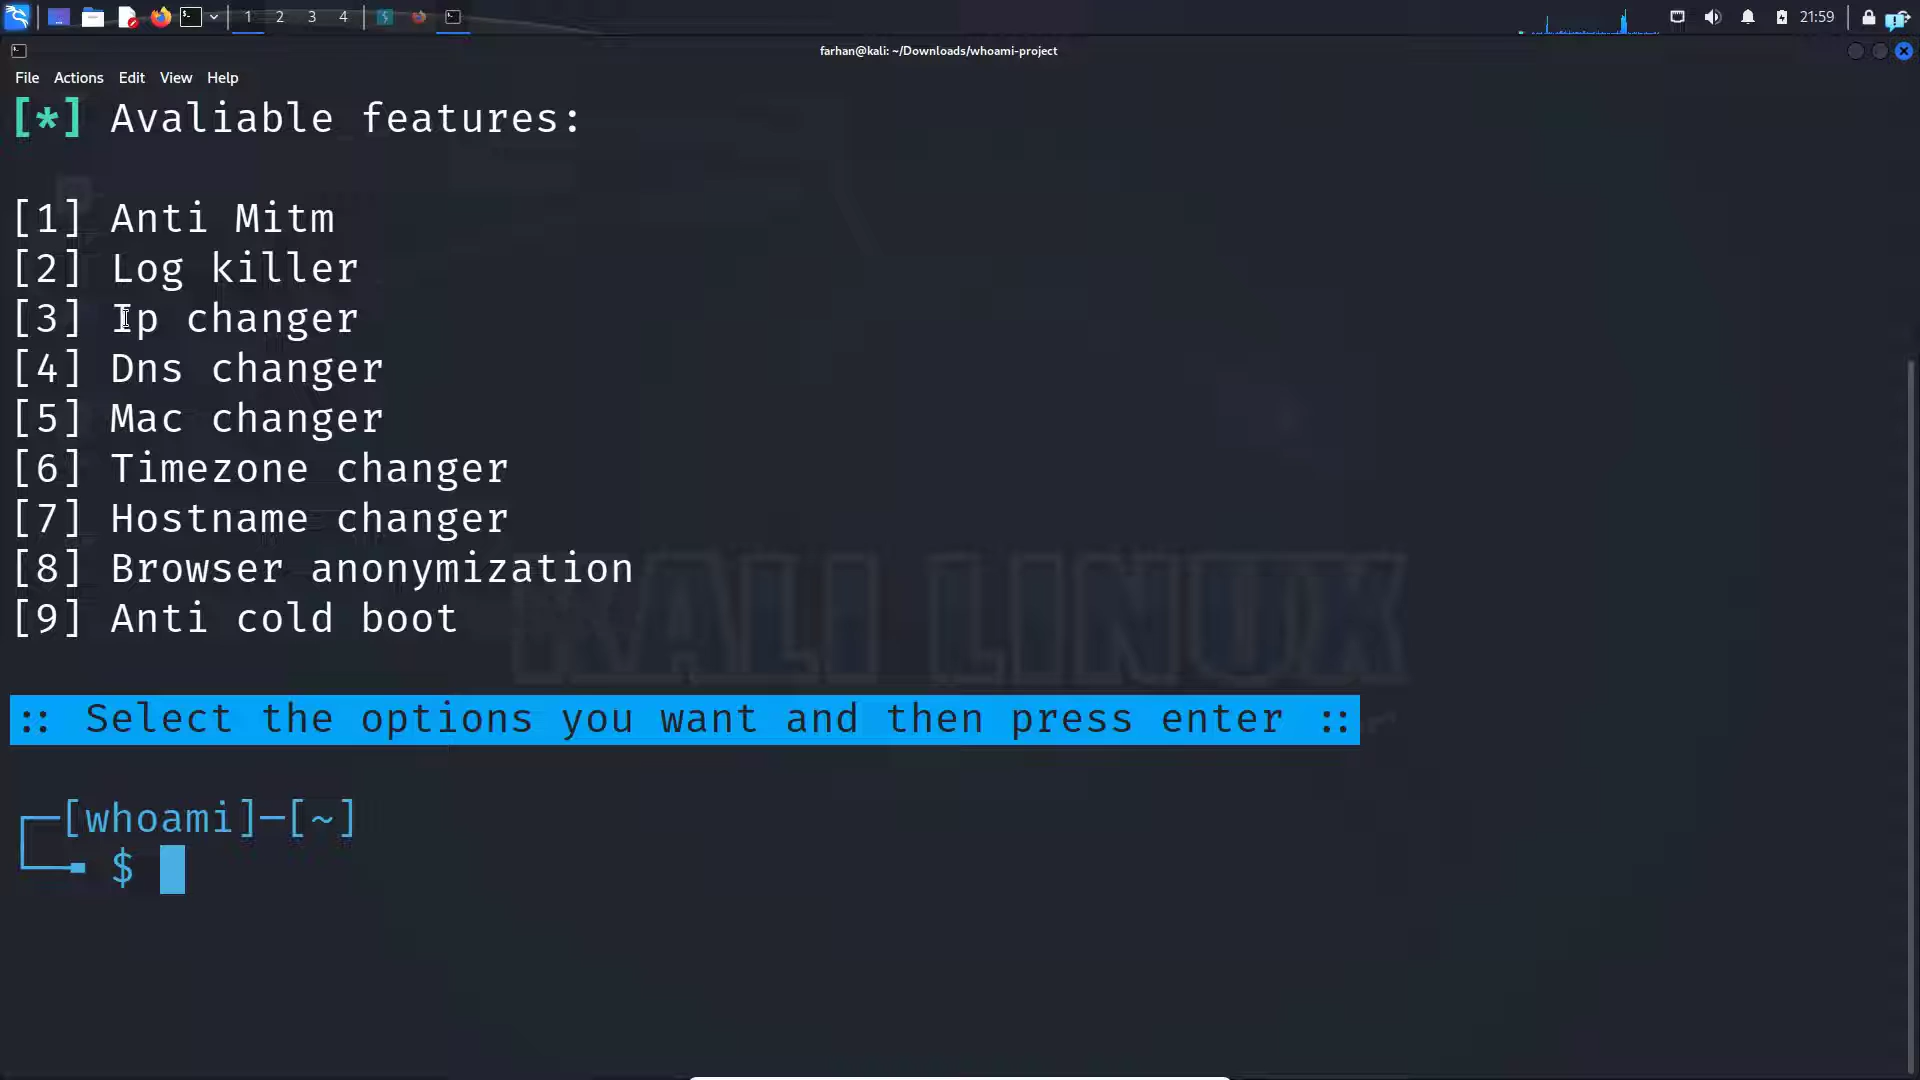 1 2 3 4
21:59
farhan@kali: ~/Downloads/whoami-project
File Actions Edit View Help
[*] Avaliable features:
[1] Anti Mitm
[2] Log killer
[3] Ip changer
[4] Dns changer
[5] Mac changer
[6] Timezone changer
[7] Hostname changer
[8] Browser anonymization
[9] Anti cold boot
KALI LINUX
:: Select the options you want and then press enter ::
┌──[whoami]─[~]
└──╼ $